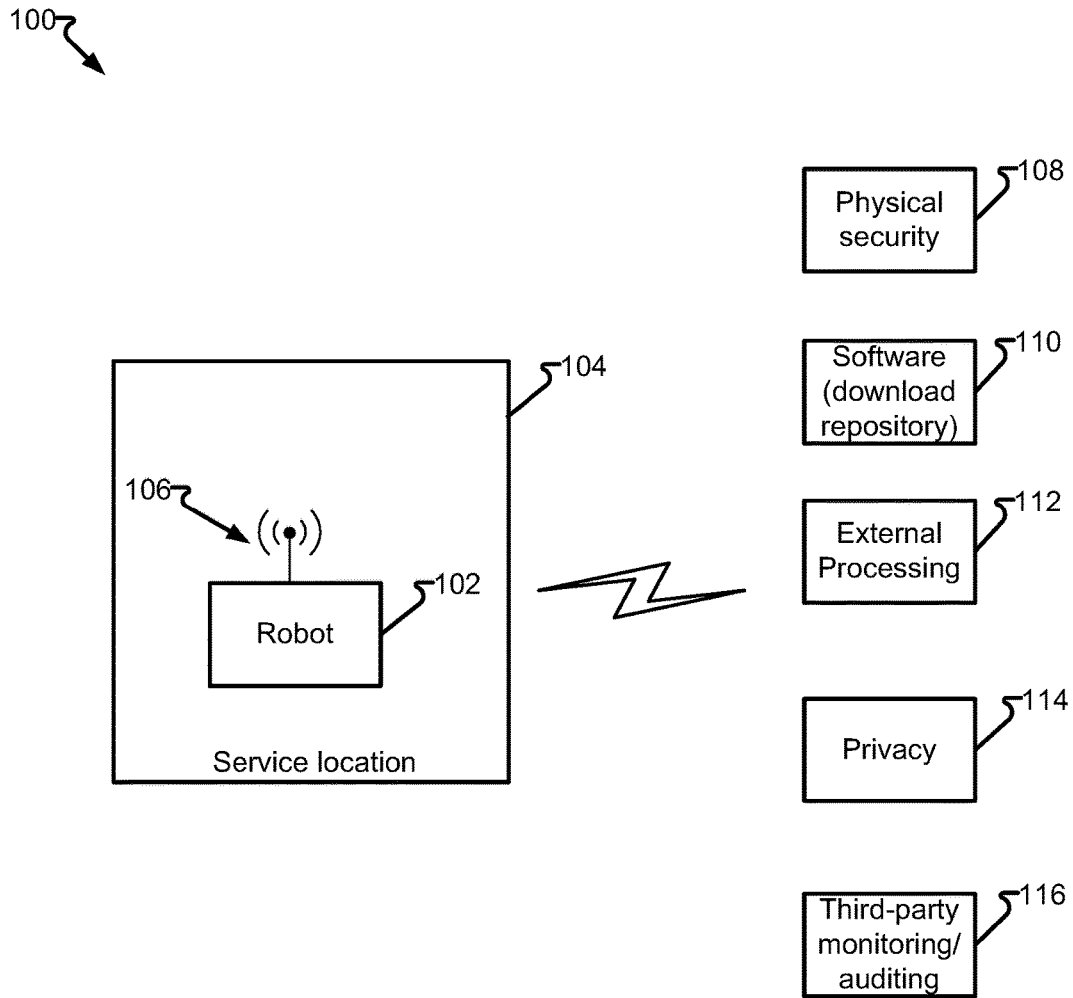 100
108
Physical
security
110
Software
(download
repository)
104
106
112
External
Processing
102
Robot
114
Privacy
Service location
116
Third-party
monitoring/
auditing